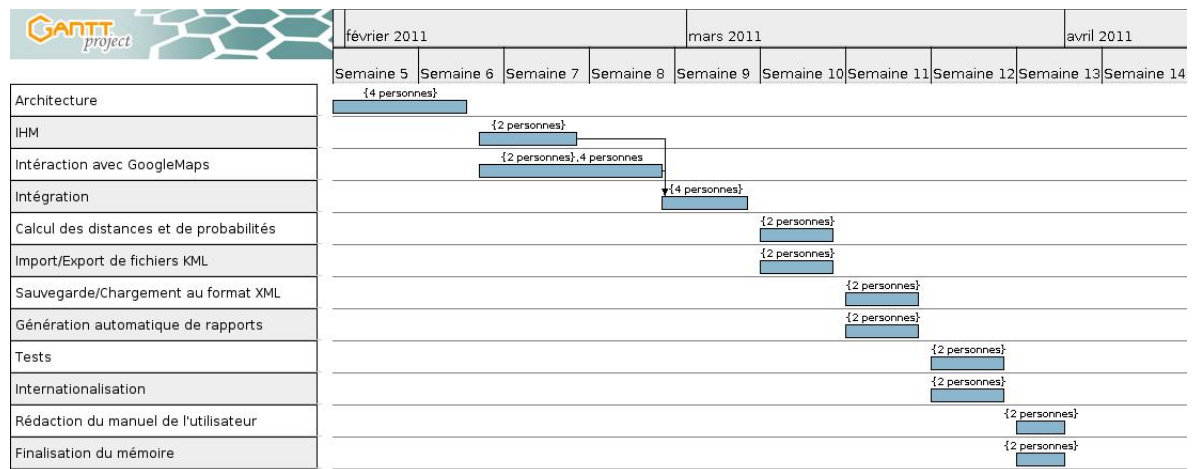 GANTT
project
février 2011 mars 2011 avril 2011
Semaine 5 Semaine 6 Semaine 7 Semaine 8 Semaine 9 Semaine 10 Semaine 11 Semaine 12 Semaine 13 Semaine 14
Architecture {4 personnes}
IHM {2 personnes}
Intéraction avec GoogleMaps {2 personnes},4 personnes
Intégration {4 personnes}
Calcul des distances et de probabilités {2 personnes}
Import/Export de fichiers KML {2 personnes}
Sauvegarde/Chargement au format XML {2 personnes}
Génération automatique de rapports {2 personnes}
Tests {2 personnes}
Internationalisation {2 personnes}
Rédaction du manuel de l'utilisateur {2 personnes}
Finalisation du mémoire {2 personnes}